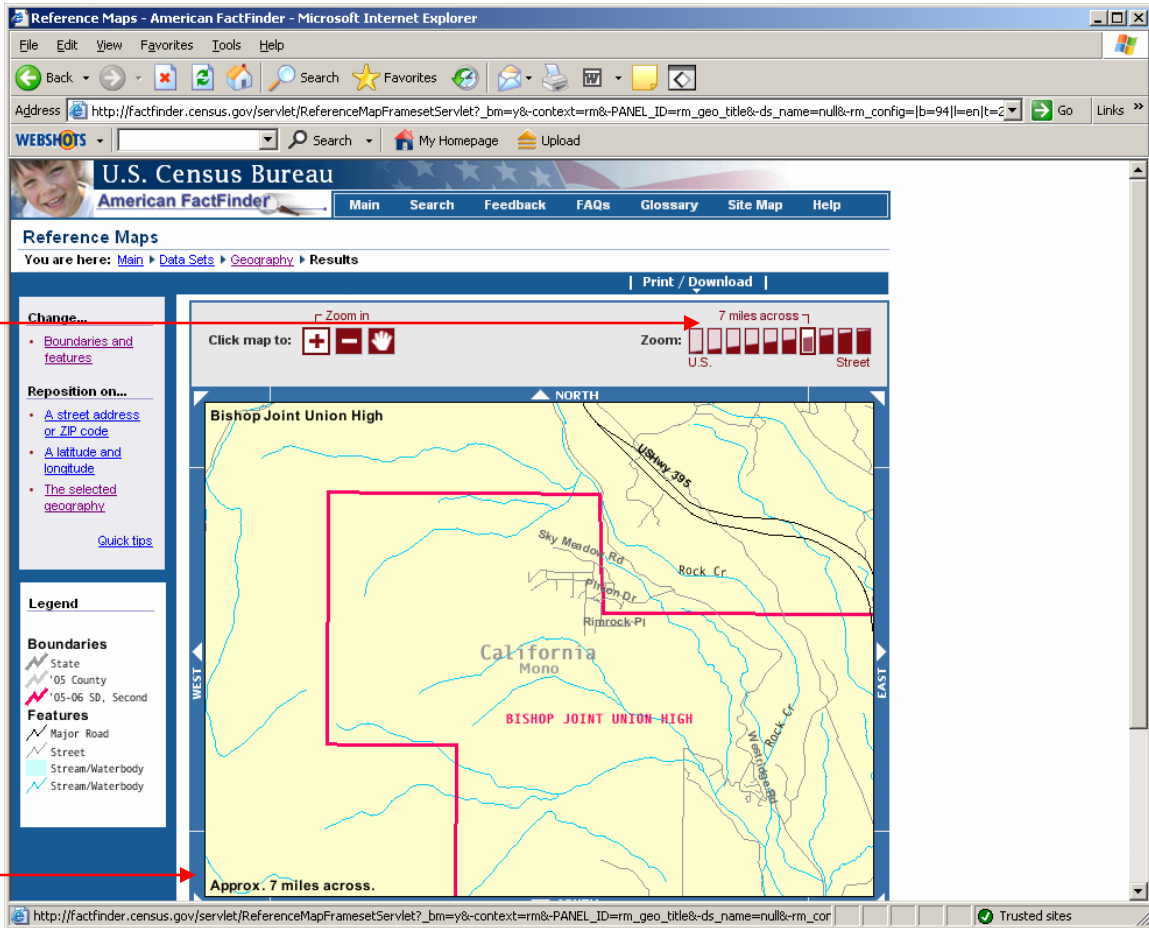 Reference Maps - American FactFinder - Microsoft Internet Explorer
File Edit View Favorites Tools Help
Back Search Favorites
Address http://factfinder.census.gov/servlet/ReferenceMapFramesetServlet?_bm=y&-context=rm&-PANEL_ID=rm_geo_title&-ds_name=null&-rm_config=|b=94|l=en|t=2 Go Links »
WEBSHOTS Search My Homepage Upload
U.S. Census Bureau
American FactFinder Main Search Feedback FAQs Glossary Site Map Help
Reference Maps
You are here: Main Data Sets Geography Results
| Print / Download |
Change...
• Boundaries and
features
Reposition on...
• A street address
or ZIP code
• A latitude and
longitude
• The selected
geography
Quick tips
Legend
Boundaries
State
'05 County
'05-06 SD, Second
Features
Major Road
Street
Stream/Waterbody
Stream/Waterbody
Zoom in
Click map to:
7 miles across
Zoom:
U.S. Street
NORTH
Bishop Joint Union High
USHwy 395
Sky Meadow Rd
Rock Cr
Pinion Dr
Rimrock Pl
California
Mono
WEST
EAST
BISHOP JOINT UNION HIGH
Rock Cr
Westridge Rd
Approx. 7 miles across.
http://factfinder.census.gov/servlet/ReferenceMapFramesetServlet?_bm=y&-context=rm&-PANEL_ID=rm_geo_title&-ds_name=null&-rm_cor Trusted sites